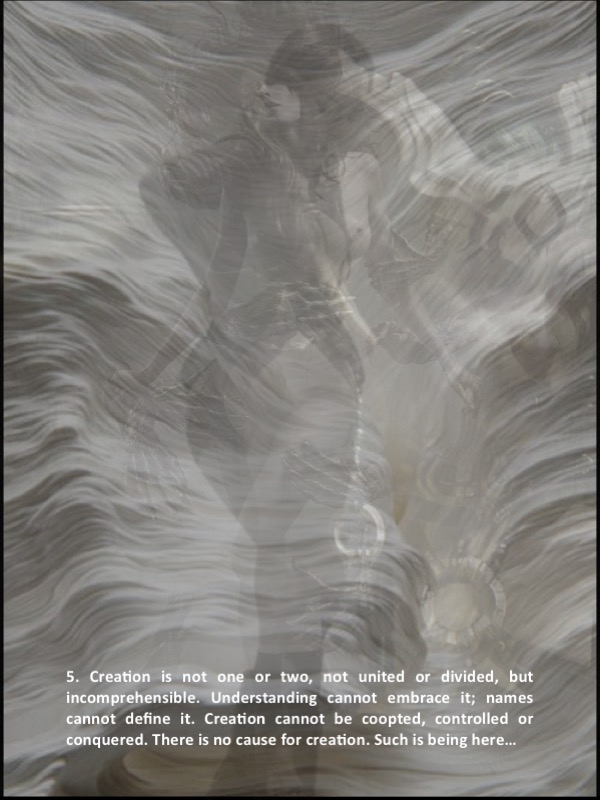 5. Creation is not one or two, not united or divided, but
incomprehensible. Understanding cannot embrace it; names
cannot define it. Creation cannot be coopted, controlled or
conquered. There is no cause for creation. Such is being here...